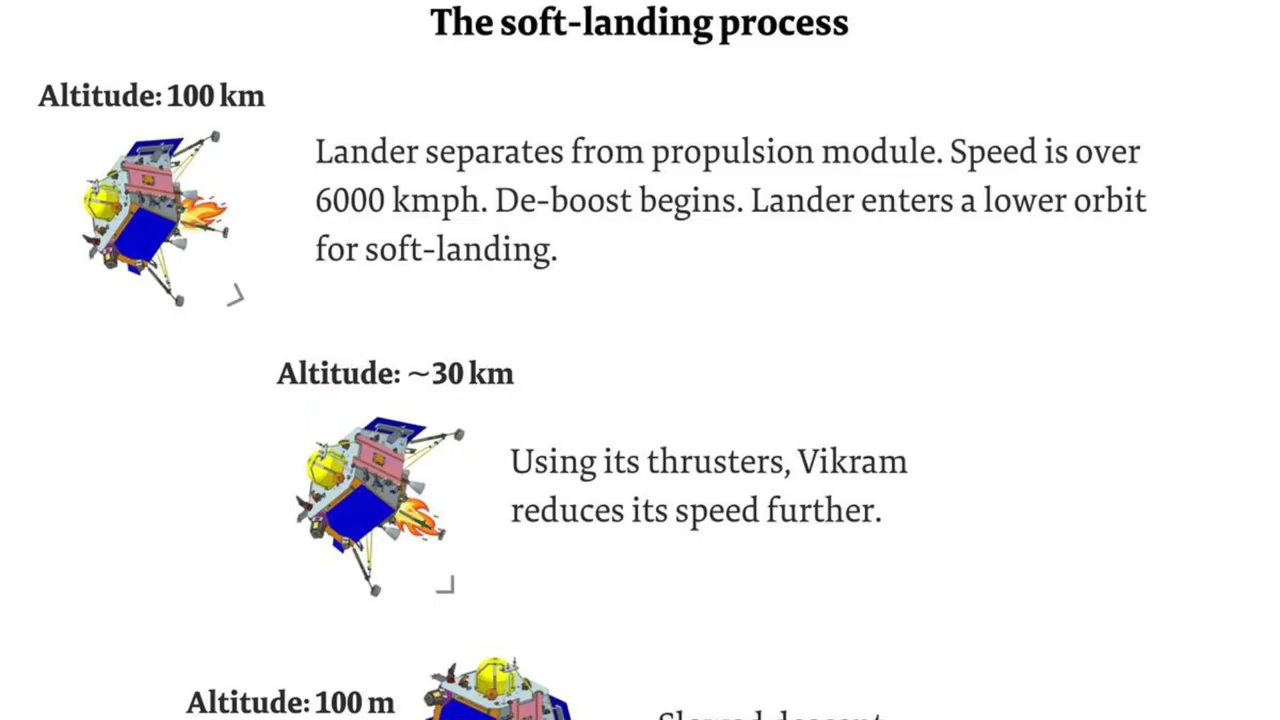 The soft-landing process
Altitude: 100 km
Lander separates from propulsion module. Speed is over
6000 kmph. De-boost begins. Lander enters a lower orbit
for soft-landing.
Altitude: ~30 km
Using its thrusters, Vikram
reduces its speed further.
Altitude: 100 m
Slowed descent